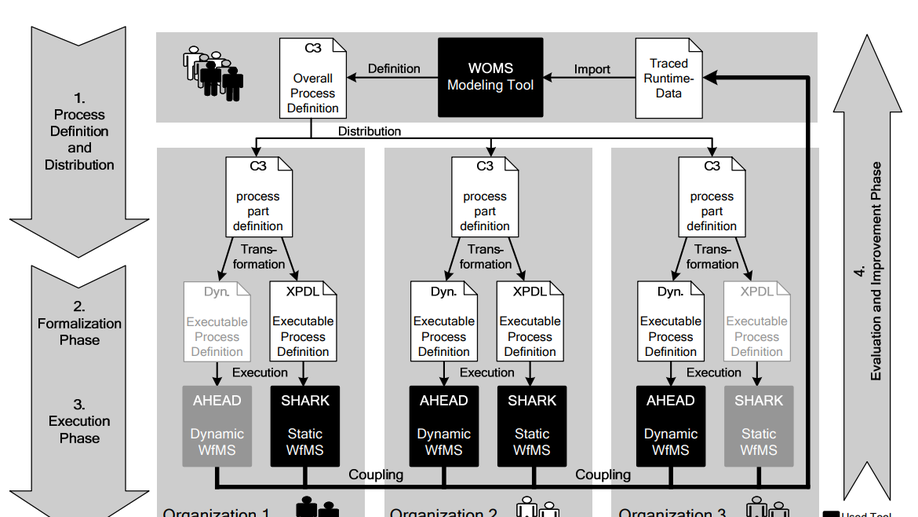 1.
Process
Definition
and
Distribution
C3
Overall
Process
Definition
Definition
WOMS
Modeling Tool
Import
Traced
Runtime-
Data
Distribution
C3
process
part
definition
C3
process
part
definition
C3
process
part
definition
Trans-
formation
Trans-
formation
Trans-
formation
2.
Formalization
Phase
Dyn.
Executable
Process
Definition
XPDL
Executable
Process
Definition
Dyn.
Executable
Process
Definition
XPDL
Executable
Process
Definition
Dyn.
Executable
Process
Definition
XPDL
Executable
Process
Definition
Execution
Execution
Execution
3.
Execution
Phase
AHEAD
Dynamic
WfMS
SHARK
Static
WfMS
AHEAD
Dynamic
WfMS
SHARK
Static
WfMS
AHEAD
Dynamic
WfMS
SHARK
Static
WfMS
Coupling
Coupling
Organization 1
Organization 2
Organization 3
4.
Evaluation and Improvement Phase
Used Tool